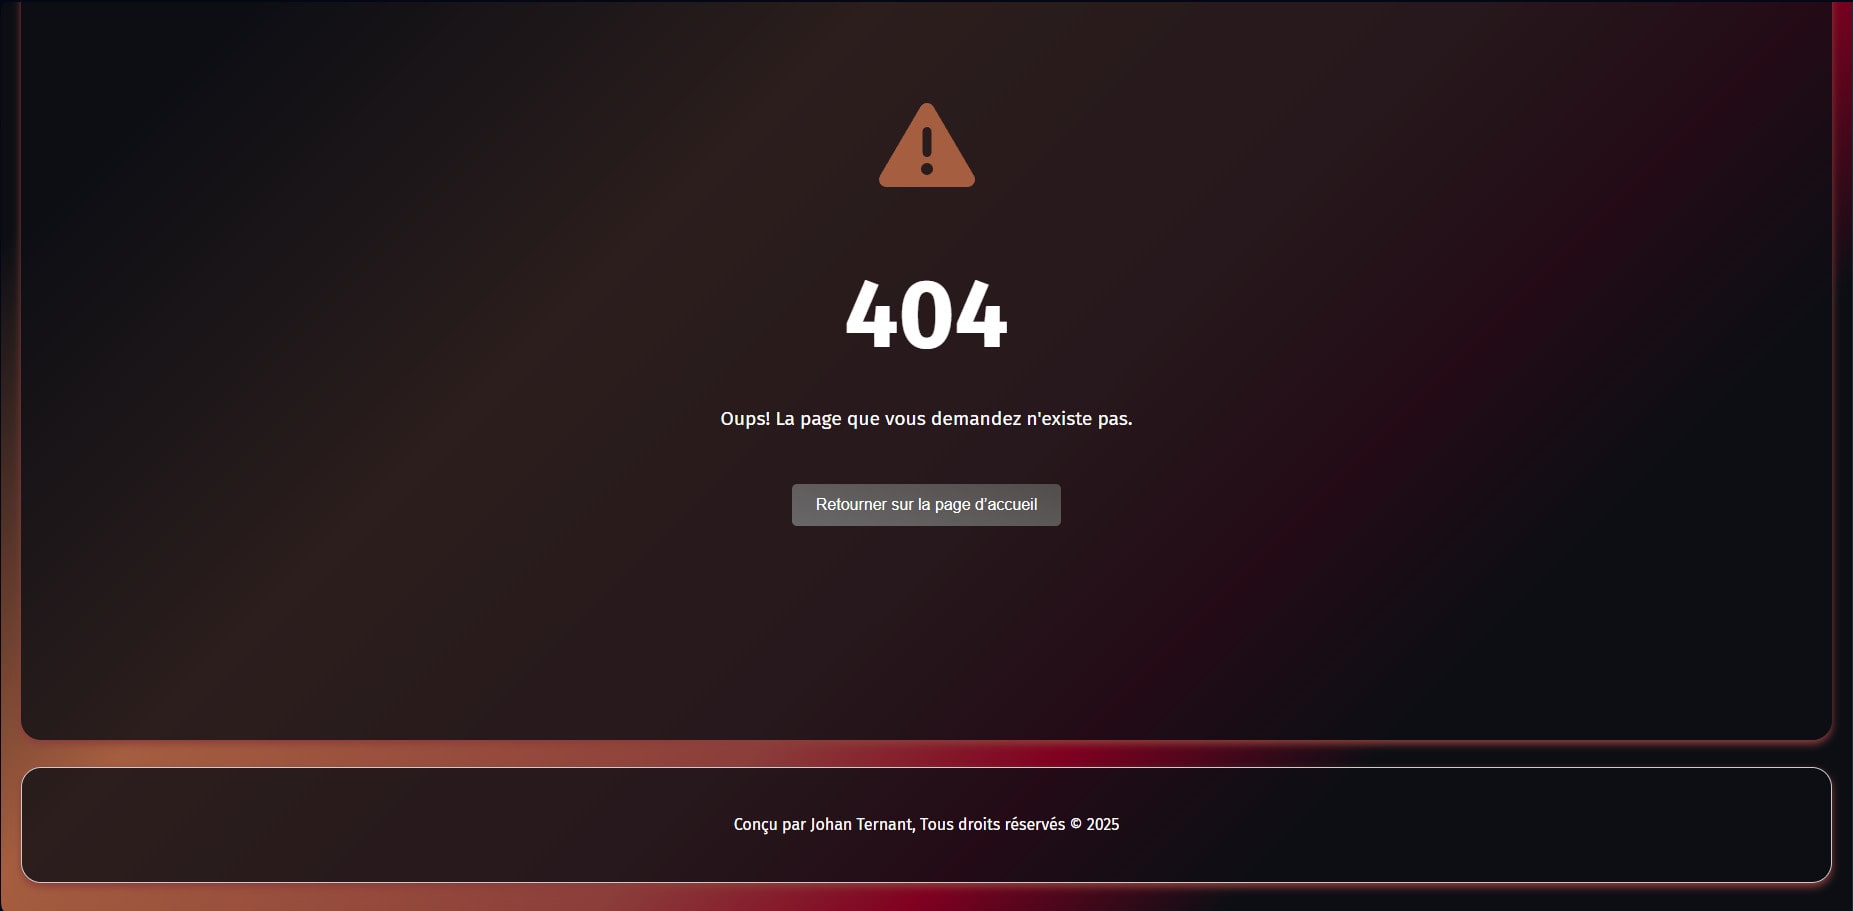 404
Oups! La page que vous demandez n'existe pas.
Retourner sur la page d'accueil
Conçu par Johan Ternant, Tous droits réservés © 2025